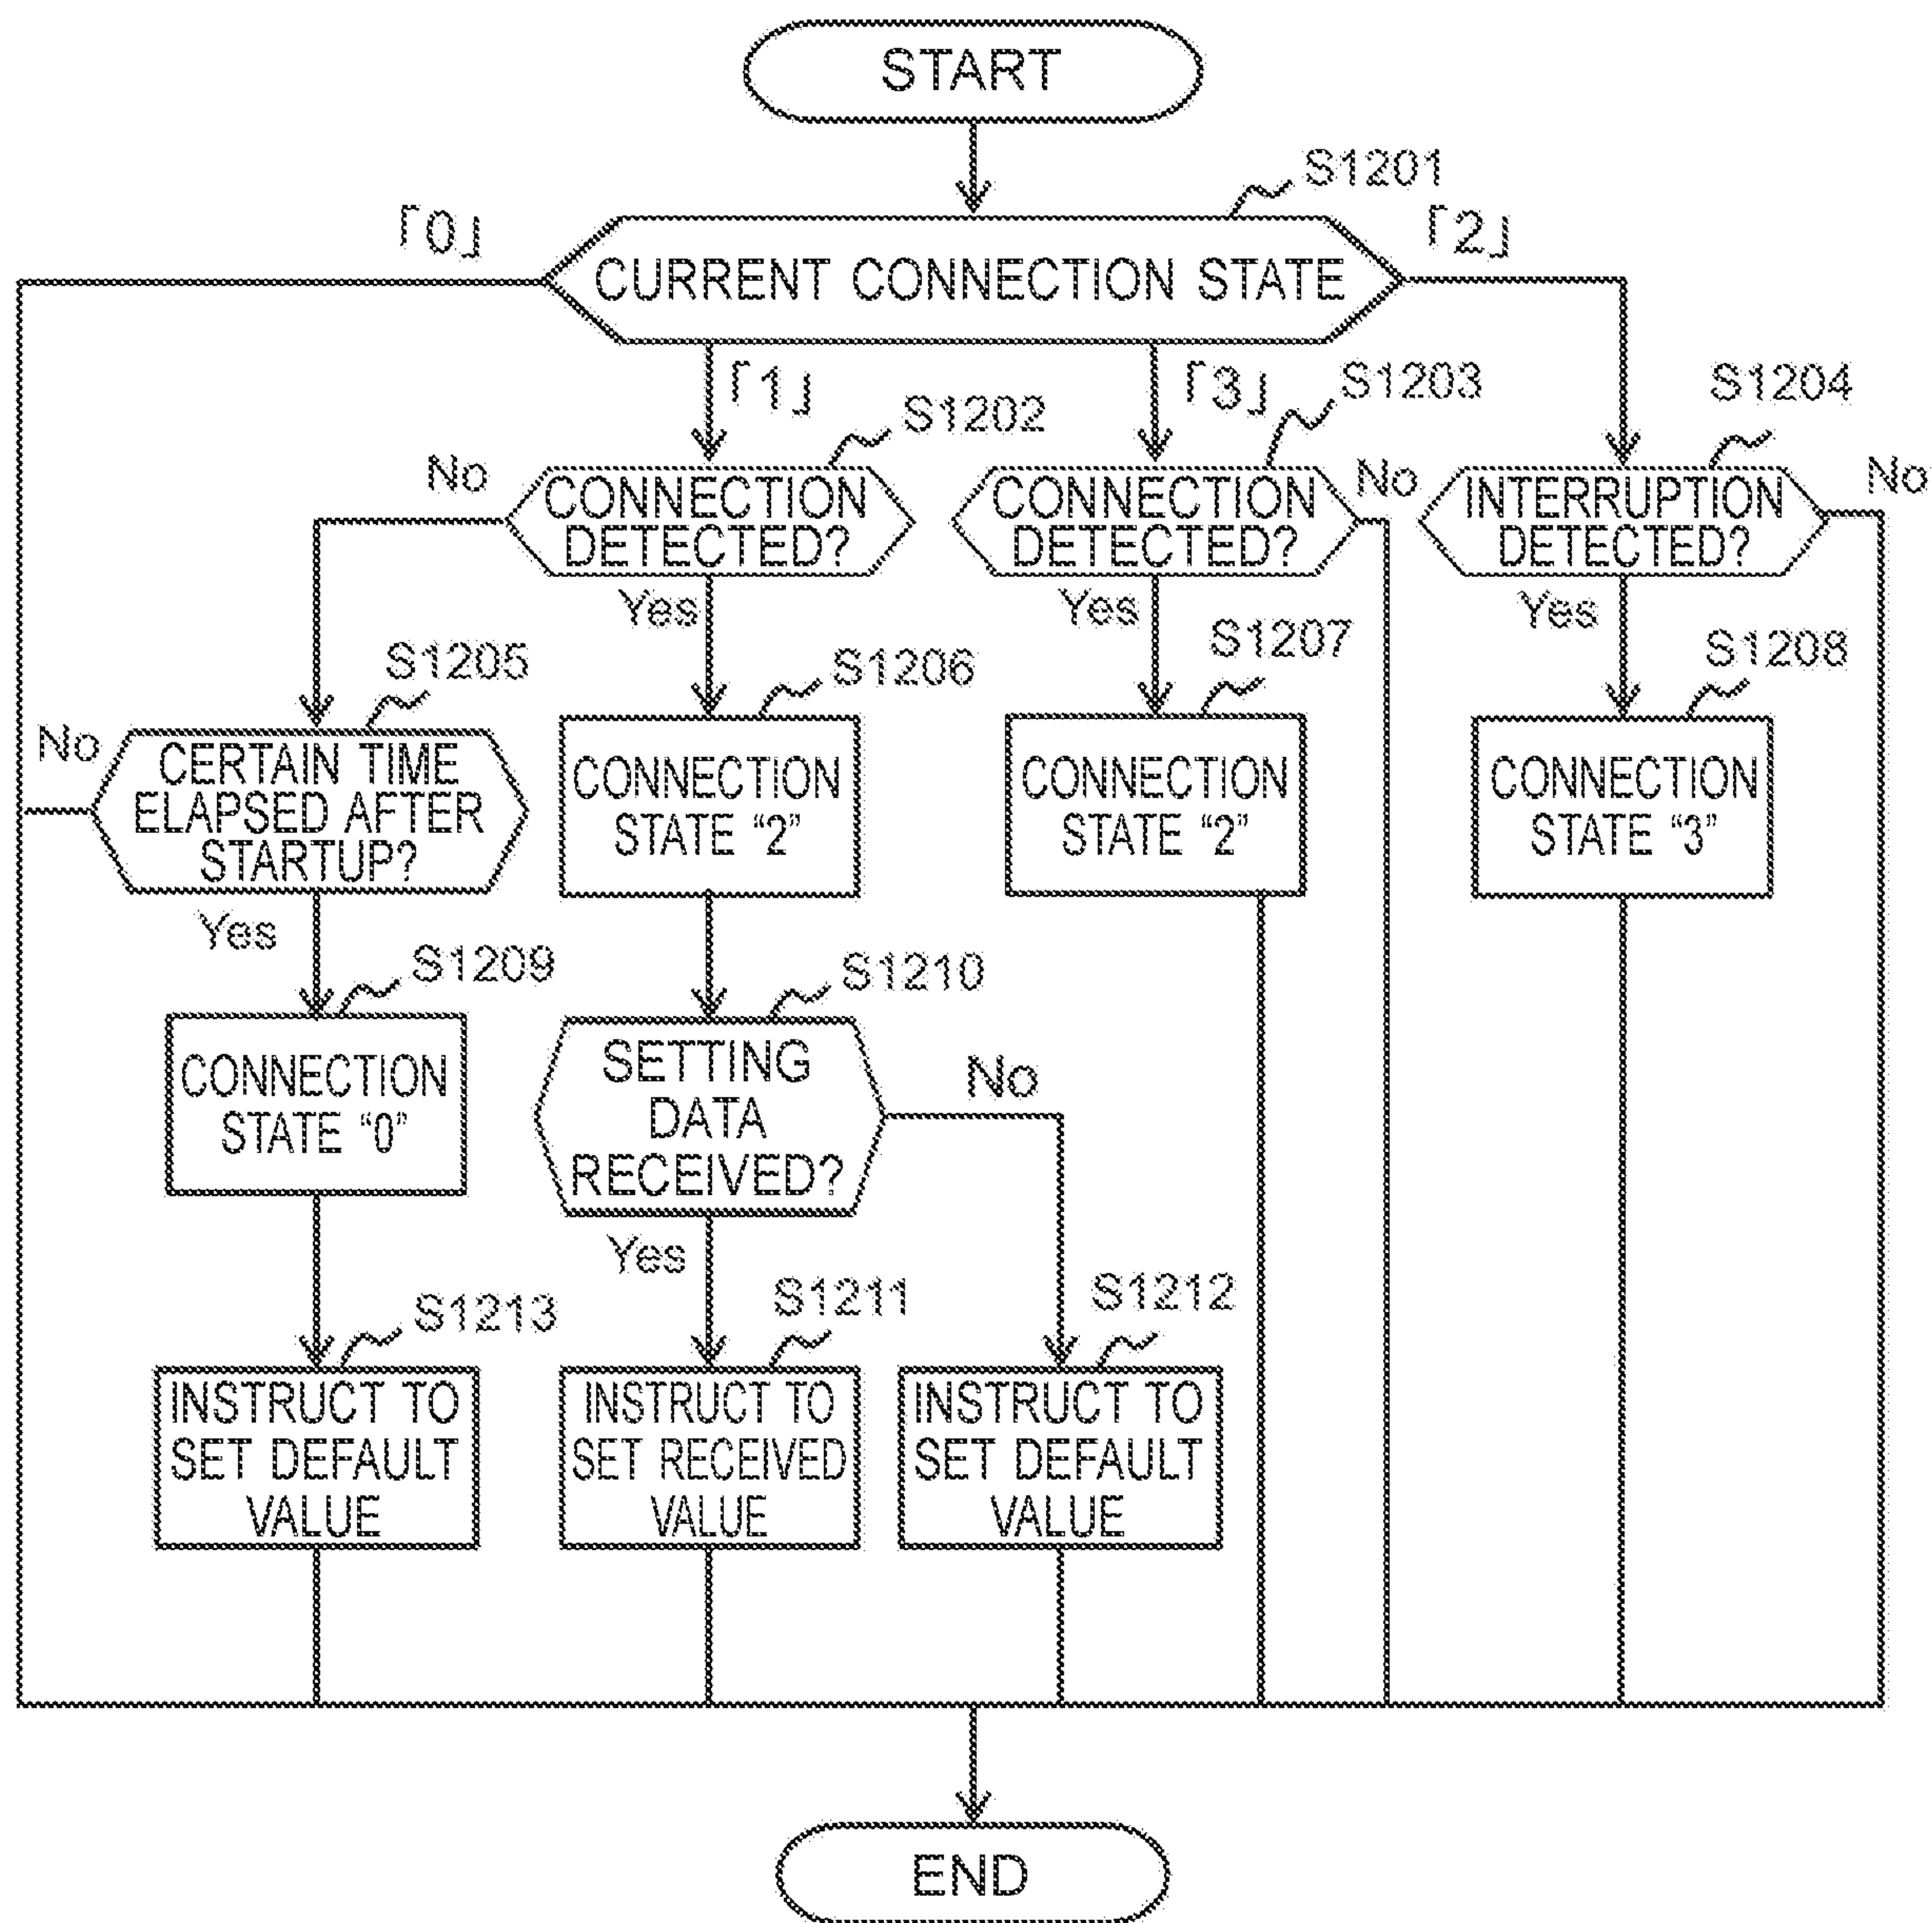 START
S1201
「0」
「2」
CURRENT CONNECTION STATE
「1」
「3」
S1202
S1203
S1204
No
CONNECTION
DETECTED?
CONNECTION
DETECTED?
No
INTERRUPTION
DETECTED?
No
Yes
Yes
Yes
S1205
S1206
S1207
S1208
No
CERTAIN TIME
ELAPSED AFTER
STARTUP?
CONNECTION
STATE “2”
CONNECTION
STATE “2”
CONNECTION
STATE “3”
Yes
S1209
S1210
CONNECTION
STATE “0”
SETTING
DATA
RECEIVED?
No
Yes
S1213
S1211
S1212
INSTRUCT TO
SET DEFAULT
VALUE
INSTRUCT TO
SET RECEIVED
VALUE
INSTRUCT TO
SET DEFAULT
VALUE
END